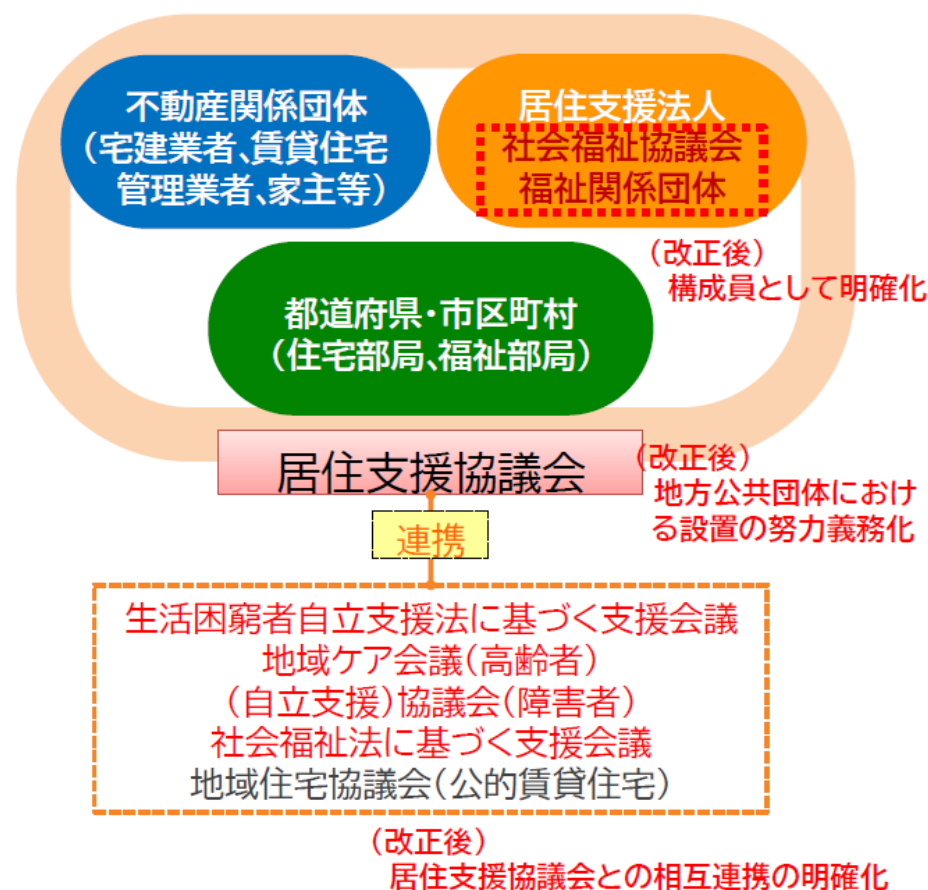 不動産関係団体
（宅建業者、賃貸住宅
管理業者、家主等）
居住支援法人
社会福祉協議会
福祉関係団体
（改正後）
構成員として明確化
都道府県・市区町村
（住宅部局、福祉部局）
居住支援協議会
（改正後）
地方公共団体におけ
る設置の努力義務化
連携
生活困窮者自立支援法に基づく支援会議
地域ケア会議（高齢者）
（自立支援）協議会（障害者）
社会福祉法に基づく支援会議
地域住宅協議会（公的賃貸住宅）
（改正後）
居住支援協議会との相互連携の明確化